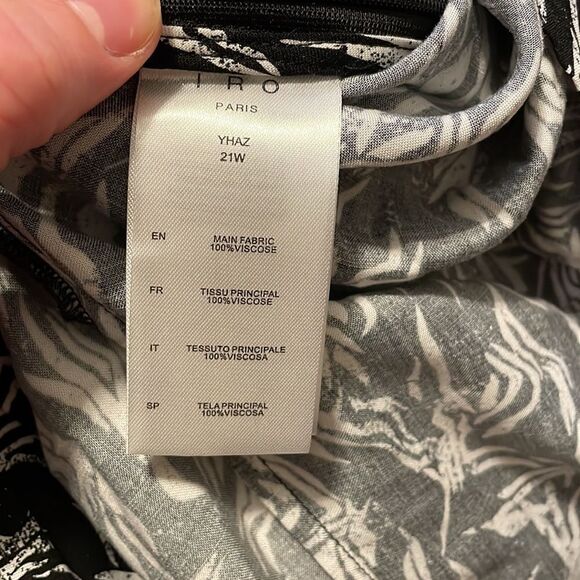 IRO
PARIS
YHAZ
21W
EN
MAIN FABRIC
100%VISCOSE
FR
TISSU PRINCIPAL
100%VISCOSE
IT
TESSUTO PRINCIPALE
100%VISCOSA
SP
TELA PRINCIPAL
100%VISCOSA